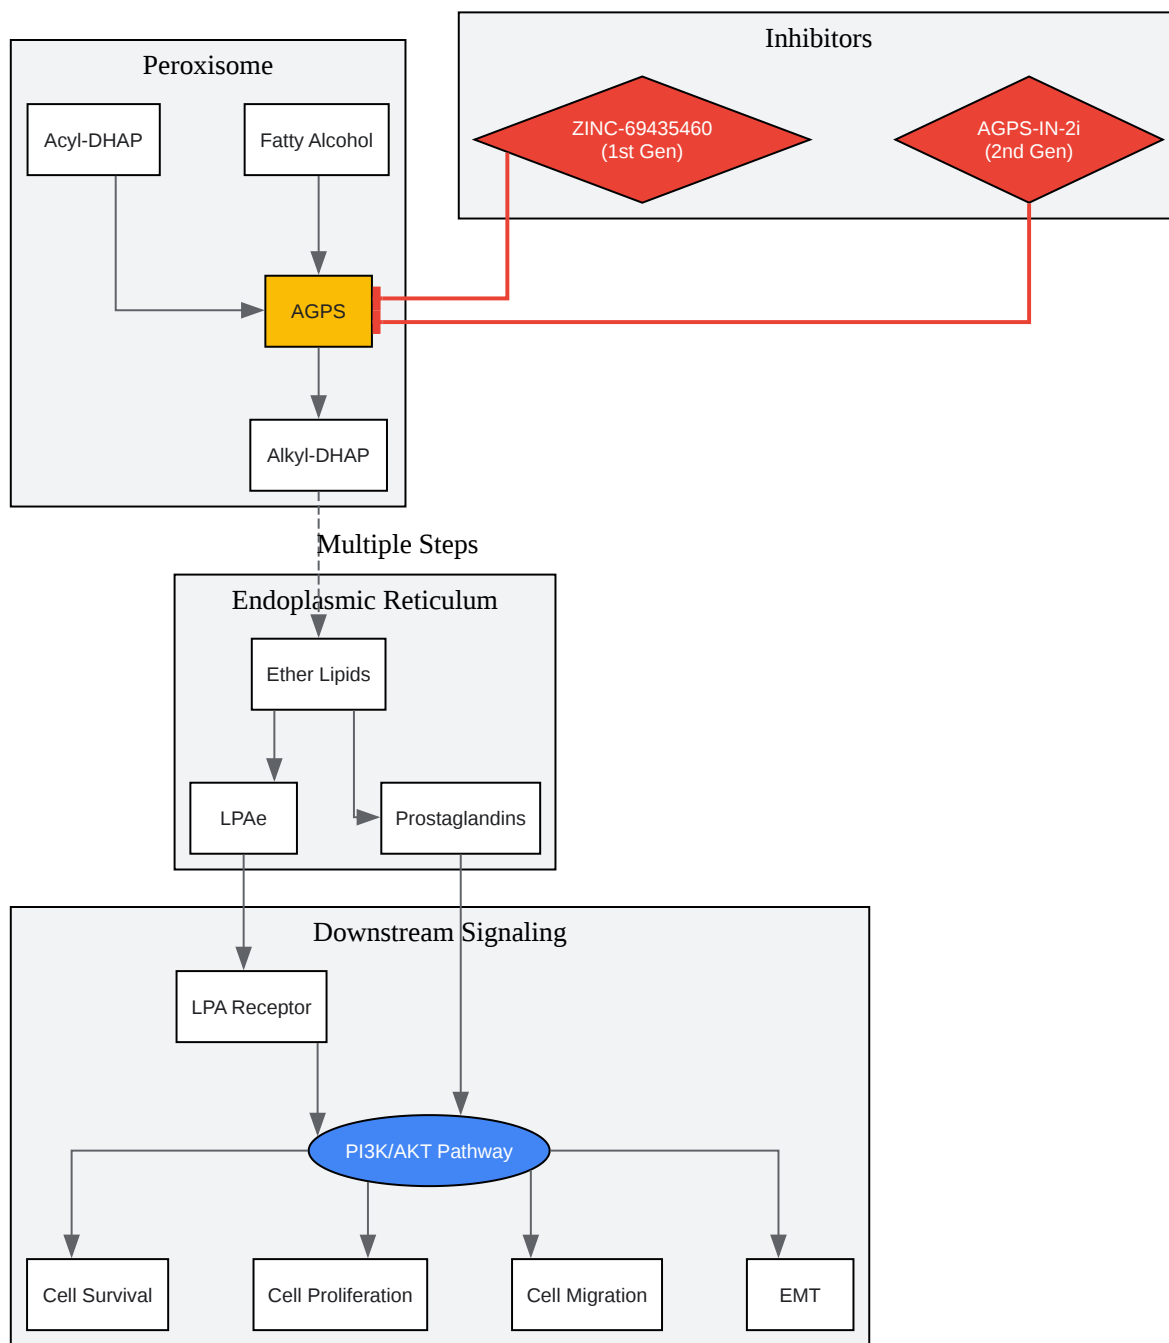 Inhibitors
Peroxisome
ZINC-69435460
(1st Gen)
AGPS-IN-2i
(2nd Gen)
Acyl-DHAP
Fatty Alcohol
AGPS
Alkyl-DHAP
Multiple Steps
Endoplasmic Reticulum
Ether Lipids
LPAe
Prostaglandins
Downstream Signaling
LPA Receptor
PI3K/AKT Pathway
Cell Survival
Cell Proliferation
Cell Migration
EMT